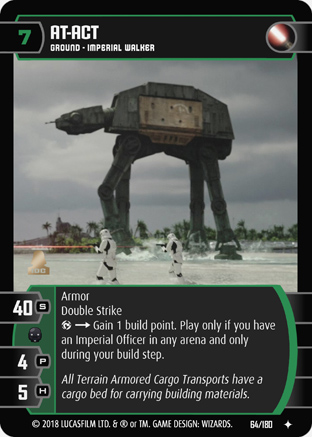 7
AT-ACT
GROUND • IMPERIAL WALKER
40 S
4 P
5 H
Armor
Double Strike
Gain 1 build point. Play only if you have
an Imperial Officer in any arena and only
during your build step.
All Terrain Armored Cargo Transports have a
cargo bed for carrying building materials.
© 2018 LUCASFILM LTD. & ® or TM. GAME DESIGN: WIZARDS. 64/180